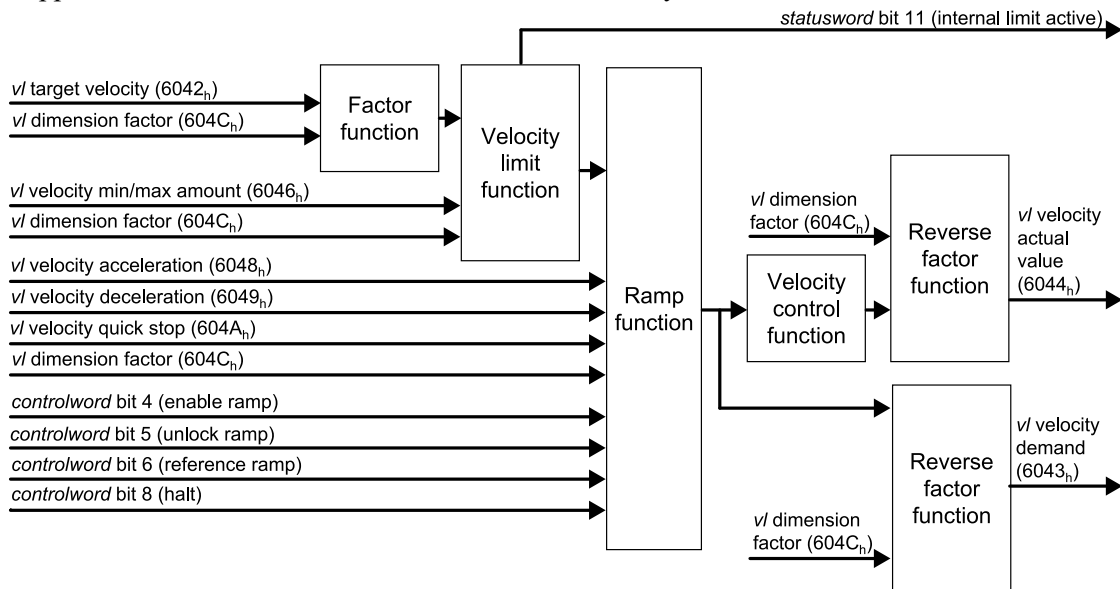 statusword bit 11 (internal limit active)
vl target velocity (6042h)
vl dimension factor (604Ch)
Factor
function
Velocity
limit
function
vl velocity min/max amount (6046h)
vl dimension factor (604Ch)
vl velocity acceleration (6048h)
vl velocity deceleration (6049h)
vl velocity quick stop (604Ah)
vl dimension factor (604Ch)
controlword bit 4 (enable ramp)
controlword bit 5 (unlock ramp)
controlword bit 6 (reference ramp)
controlword bit 8 (halt)
Ramp
function
vl dimension
factor (604Ch)
Velocity
control
function
Reverse
factor
function
vl velocity
actual
value
(6044h)
Reverse
factor
function
vl velocity
demand
(6043h)
vl dimension
factor (604Ch)